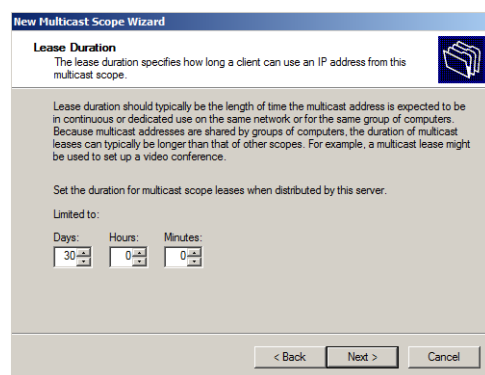 New Multicast Scope Wizard
Lease Duration
The lease duration specifies how long a client can use an IP address from this
multicast scope.
Lease duration should typically be the length of time the multicast address is expected to be
in continuous or dedicated use on the same network or for the same group of computers.
Because multicast addresses are shared by groups of computers, the duration of multicast
leases can typically be longer than that of other scopes. For example, a multicast lease might
be used to set up a video conference.
Set the duration for multicast scope leases when distributed by this server.
Limited to:
Days: Hours: Minutes:
30 0 0
< Back Next > Cancel